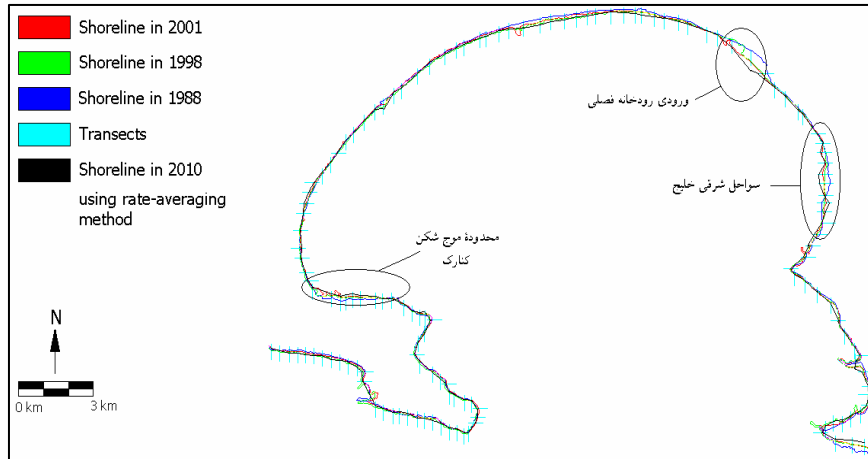 Shoreline in 2001
Shoreline in 1998
Shoreline in 1988
Transects
Shoreline in 2010
using rate-averaging
method
ورودی رودخانه فصلی
سواحل شرقی خلیج
محدودۀ موج شکن
کنارک
N
0 km 3 km